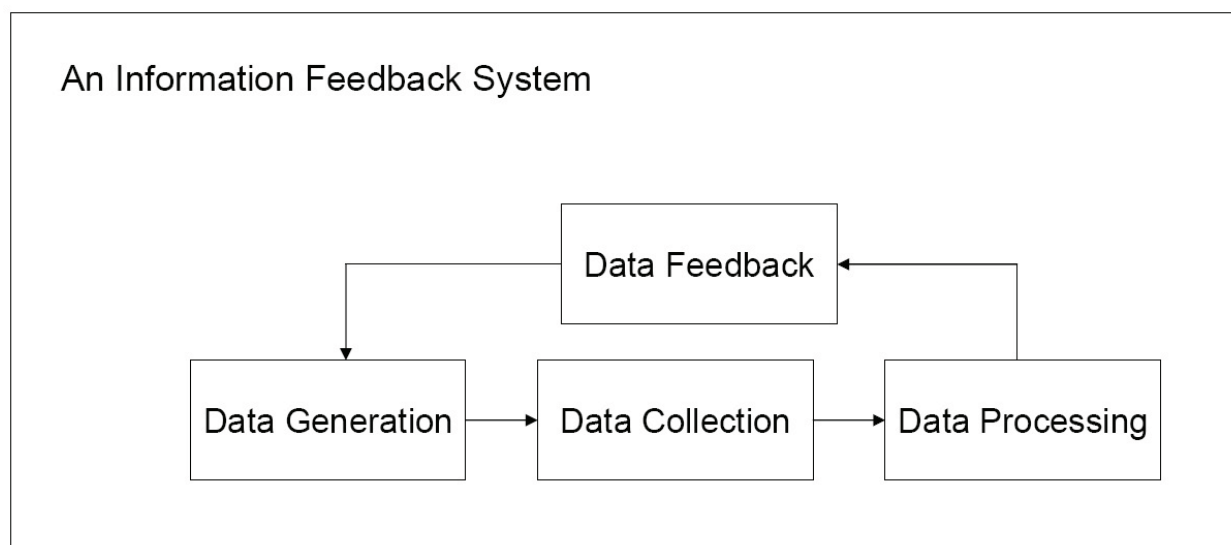 An Information Feedback System
Data Feedback
Data Generation
Data Collection
Data Processing